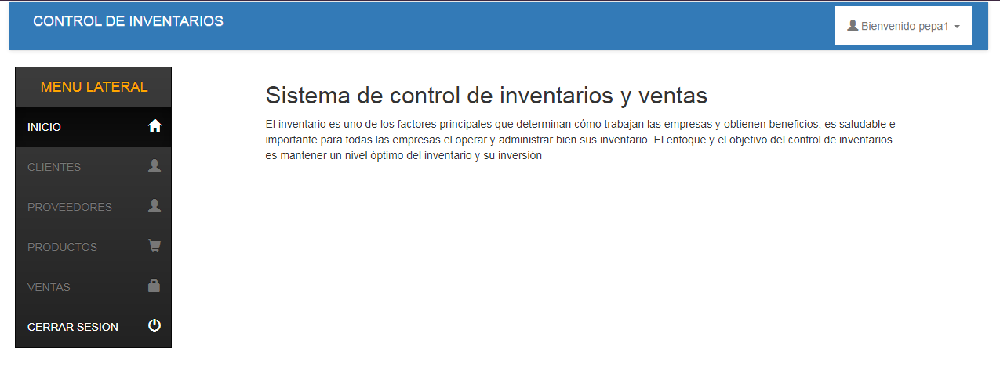 CONTROL DE INVENTARIOS
Bienvenido pepa1
MENU LATERAL
INICIO
CLIENTES
PROVEEDORES
PRODUCTOS
VENTAS
CERRAR SESION
Sistema de control de inventarios y ventas
El inventario es uno de los factores principales que determinan cómo trabajan las empresas y obtienen beneficios; es saludable e
importante para todas las empresas el operar y administrar bien sus inventario. El enfoque y el objetivo del control de inventarios
es mantener un nivel óptimo del inventario y su inversión